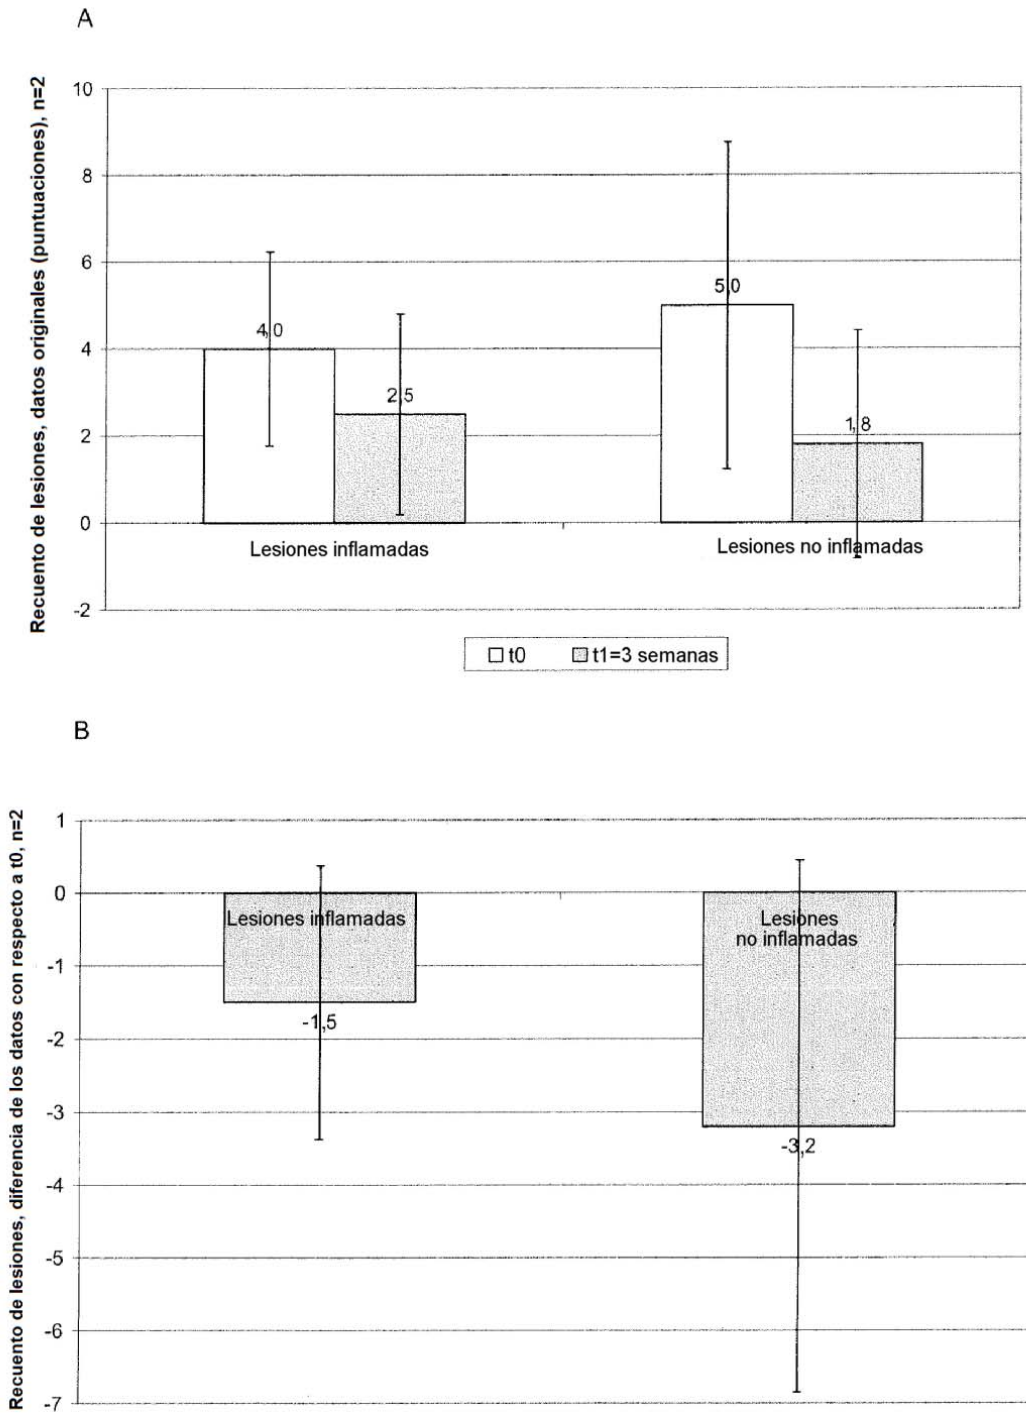 A
Recuento de lesiones, datos originales (puntuaciones), n=2
10
8
6
4
2
0
-2
4,0
2,5
5,0
1,8
Lesiones inflamadas
Lesiones no inflamadas
t0
t1=3 semanas
B
Recuento de lesiones, diferencia de los datos con respecto a t0, n=2
1
0
-1
-2
-3
-4
-5
-6
-7
Lesiones inflamadas
-1,5
Lesiones
no inflamadas
-3,2